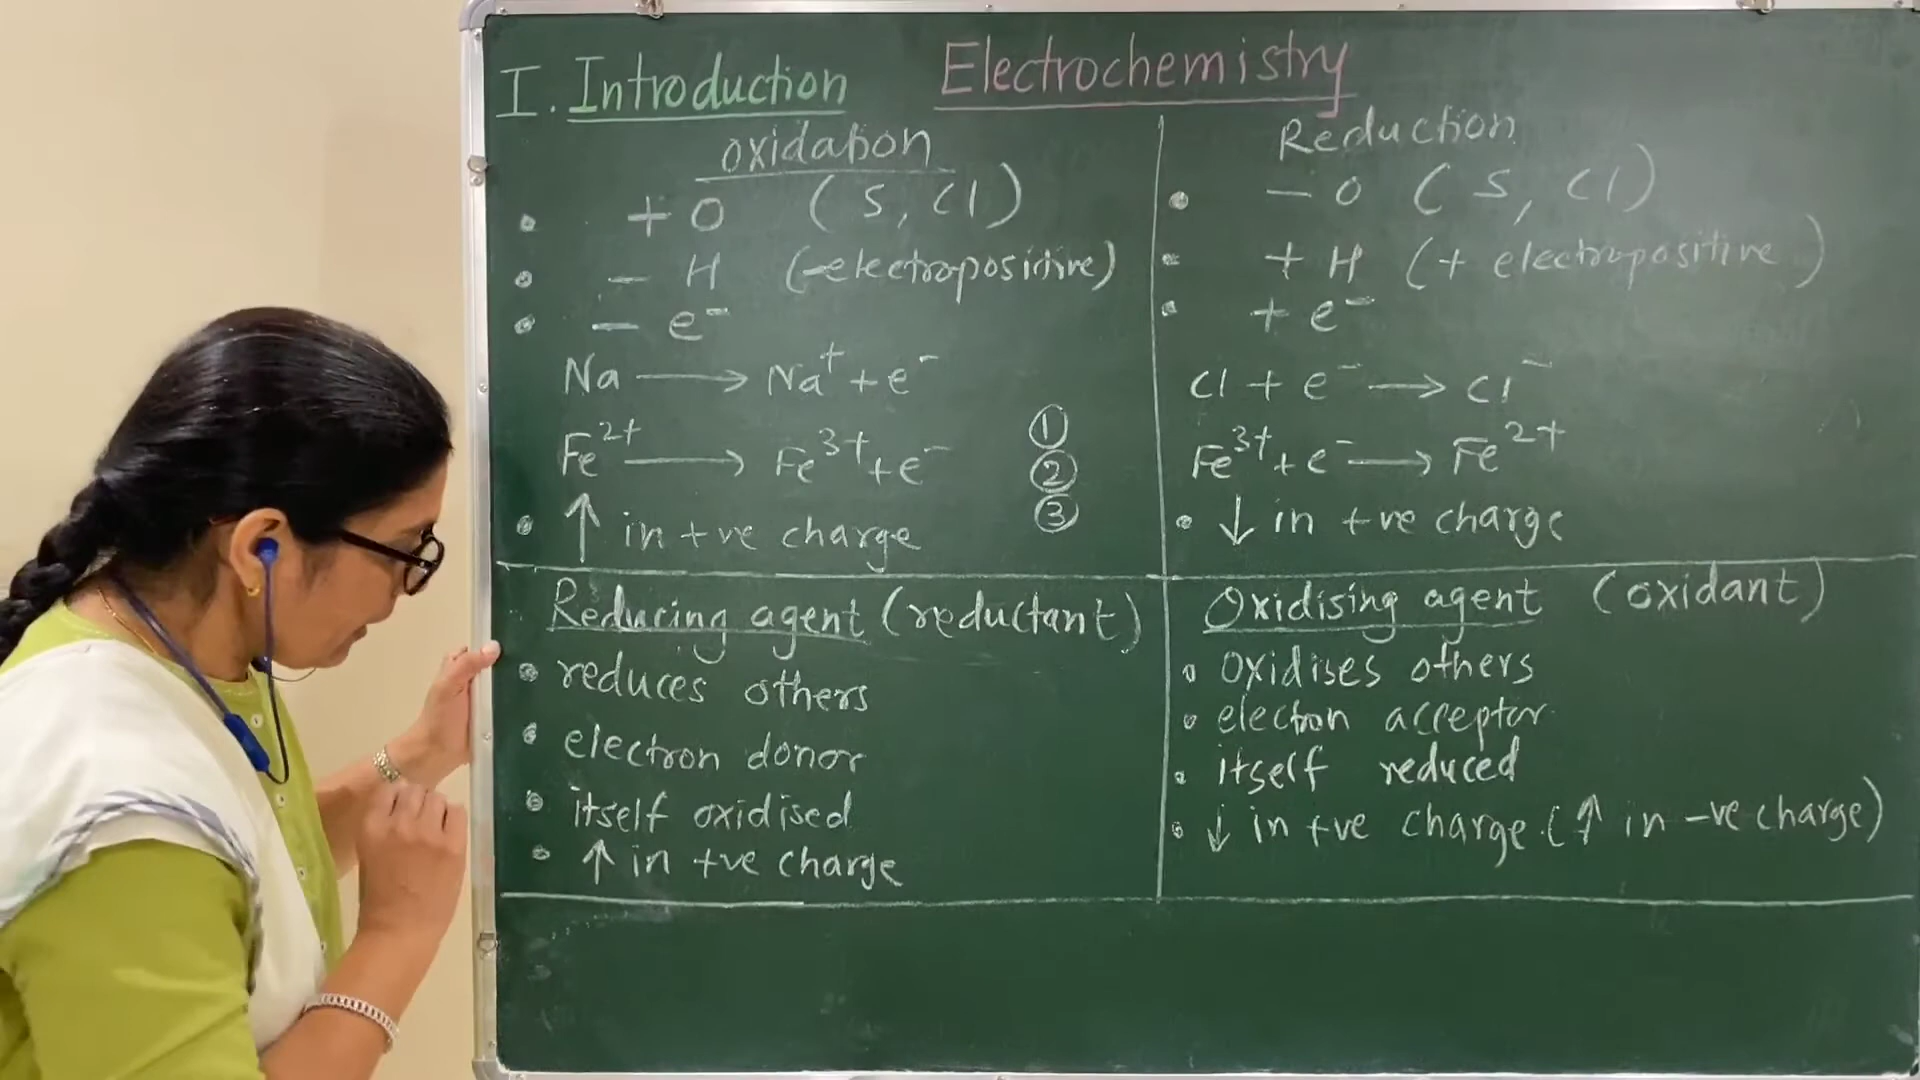 I. Introduction
Electrochemistry
oxidation
• + O (S, Cl)
• – H (–electropositive)
• – e⁻
Na ⟶ Na⁺ + e⁻
Fe²⁺ ⟶ Fe³⁺ + e⁻
• ↑ in +ve charge
①
②
③
Reduction
• – O (S, Cl)
• + H (+ electropositive)
• + e⁻
Cl + e⁻ ⟶ Cl⁻
Fe³⁺ + e⁻ ⟶ Fe²⁺
• ↓ in +ve charge
Reducing agent (reductant)
• reduces others
• electron donor
• itself oxidised
• ↑ in +ve charge
Oxidising agent (oxidant)
• oxidises others
• electron acceptor
• itself reduced
• ↓ in +ve charge (↑ in –ve charge)